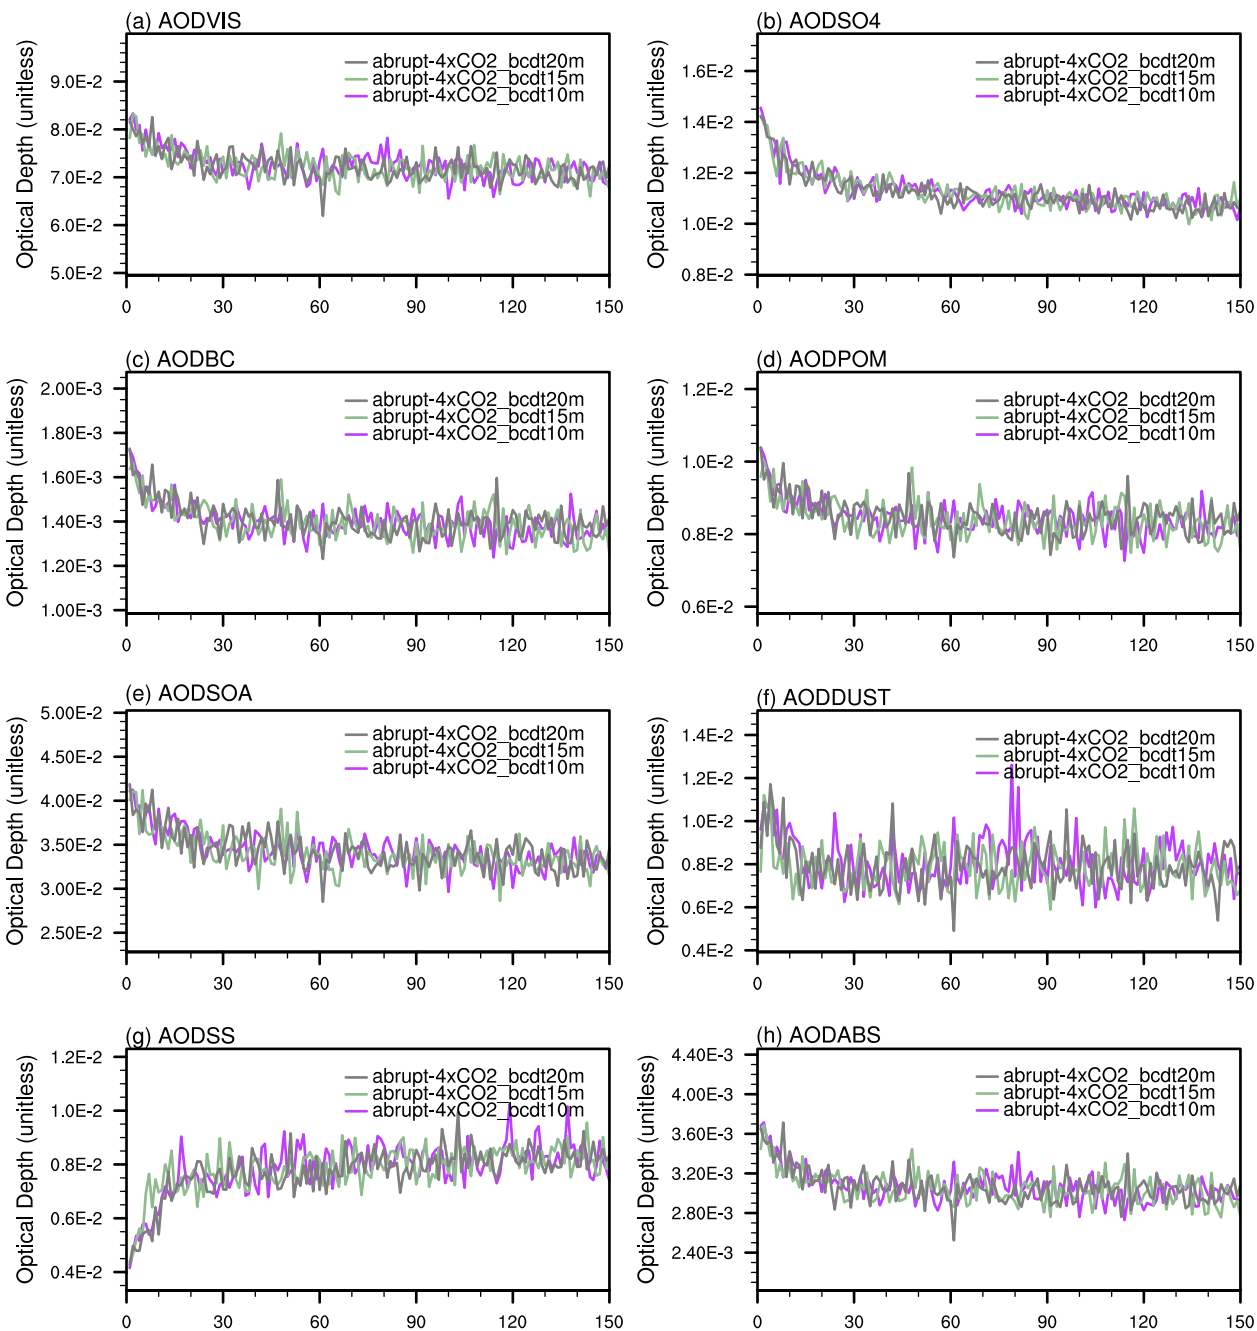 (a) AODVIS
Optical Depth (unitless)
9.0E-2
8.0E-2
7.0E-2
6.0E-2
5.0E-2
abrupt-4xCO2_bcdt20m
abrupt-4xCO2_bcdt15m
abrupt-4xCO2_bcdt10m
0 30 60 90 120 150
(b) AODSO4
Optical Depth (unitless)
1.6E-2
1.4E-2
1.2E-2
1.0E-2
0.8E-2
abrupt-4xCO2_bcdt20m
abrupt-4xCO2_bcdt15m
abrupt-4xCO2_bcdt10m
0 30 60 90 120 150
(c) AODBC
Optical Depth (unitless)
2.00E-3
1.80E-3
1.60E-3
1.40E-3
1.20E-3
1.00E-3
abrupt-4xCO2_bcdt20m
abrupt-4xCO2_bcdt15m
abrupt-4xCO2_bcdt10m
0 30 60 90 120 150
(d) AODPOM
Optical Depth (unitless)
1.2E-2
1.0E-2
0.8E-2
0.6E-2
abrupt-4xCO2_bcdt20m
abrupt-4xCO2_bcdt15m
abrupt-4xCO2_bcdt10m
0 30 60 90 120 150
(e) AODSOA
Optical Depth (unitless)
5.00E-2
4.50E-2
4.00E-2
3.50E-2
3.00E-2
2.50E-2
abrupt-4xCO2_bcdt20m
abrupt-4xCO2_bcdt15m
abrupt-4xCO2_bcdt10m
0 30 60 90 120 150
(f) AODDUST
Optical Depth (unitless)
1.4E-2
1.2E-2
1.0E-2
0.8E-2
0.6E-2
0.4E-2
abrupt-4xCO2_bcdt20m
abrupt-4xCO2_bcdt15m
abrupt-4xCO2_bcdt10m
0 30 60 90 120 150
(g) AODSS
Optical Depth (unitless)
1.2E-2
1.0E-2
0.8E-2
0.6E-2
0.4E-2
abrupt-4xCO2_bcdt20m
abrupt-4xCO2_bcdt15m
abrupt-4xCO2_bcdt10m
0 30 60 90 120 150
(h) AODABS
Optical Depth (unitless)
4.40E-3
4.00E-3
3.60E-3
3.20E-3
2.80E-3
2.40E-3
abrupt-4xCO2_bcdt20m
abrupt-4xCO2_bcdt15m
abrupt-4xCO2_bcdt10m
0 30 60 90 120 150